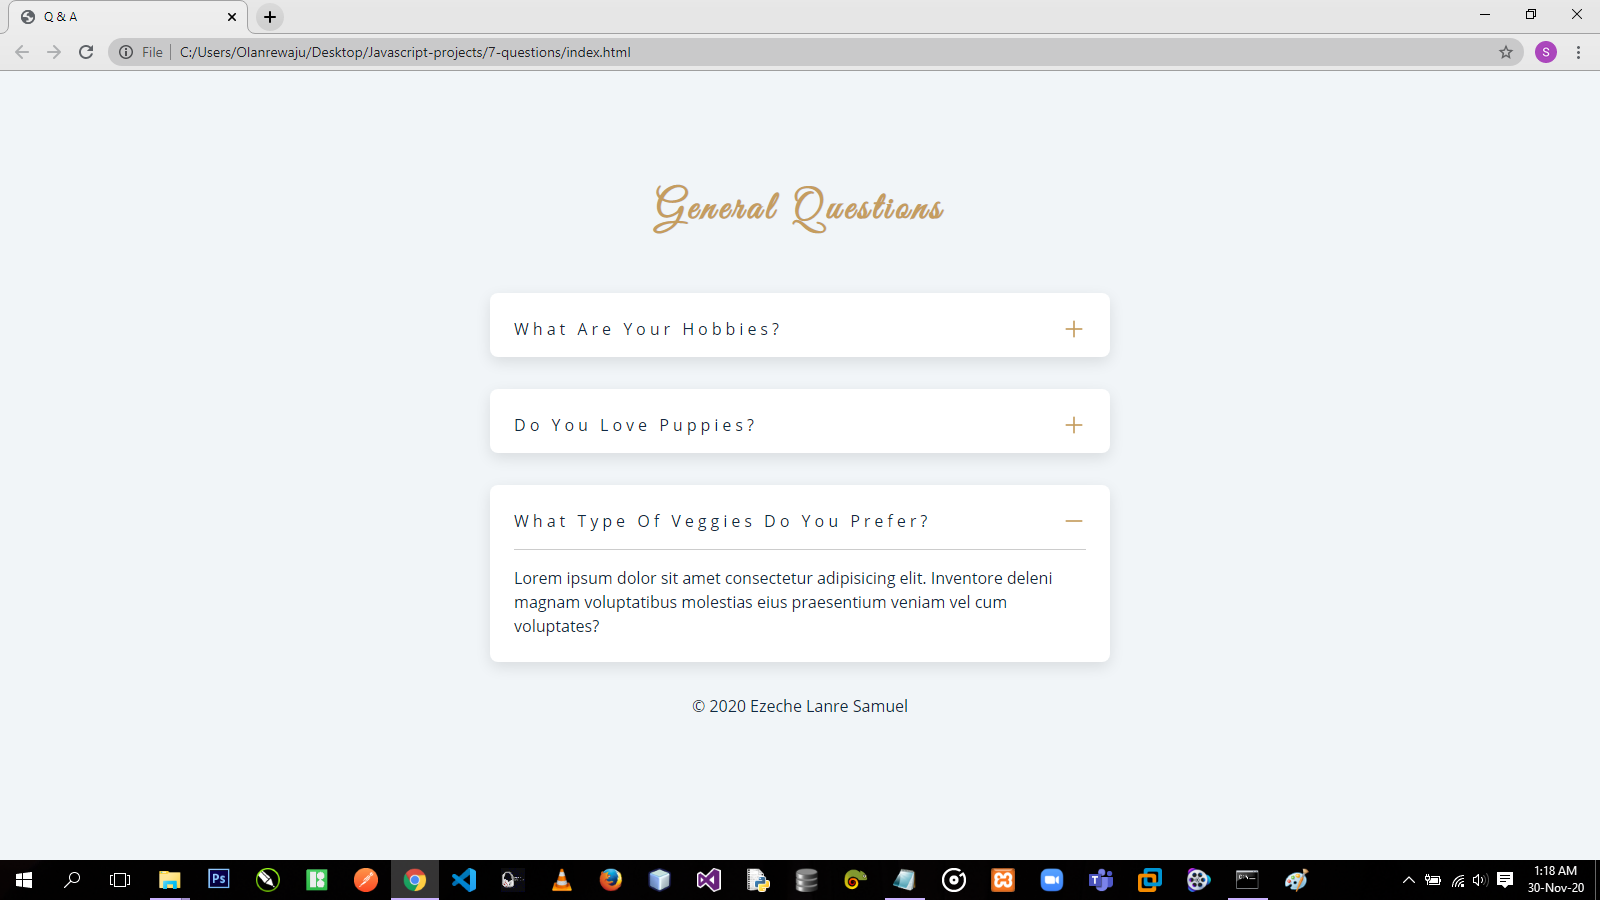 Q & A
File
C:/Users/Olanrewaju/Desktop/Javascript-projects/7-questions/index.html
S
General Questions
What Are Your Hobbies?
Do You Love Puppies?
What Type Of Veggies Do You Prefer?
Lorem ipsum dolor sit amet consectetur adipisicing elit. Inventore deleni
magnam voluptatibus molestias eius praesentium veniam vel cum
voluptates?
© 2020 Ezeche Lanre Samuel
Ps
1:18 AM
30-Nov-20